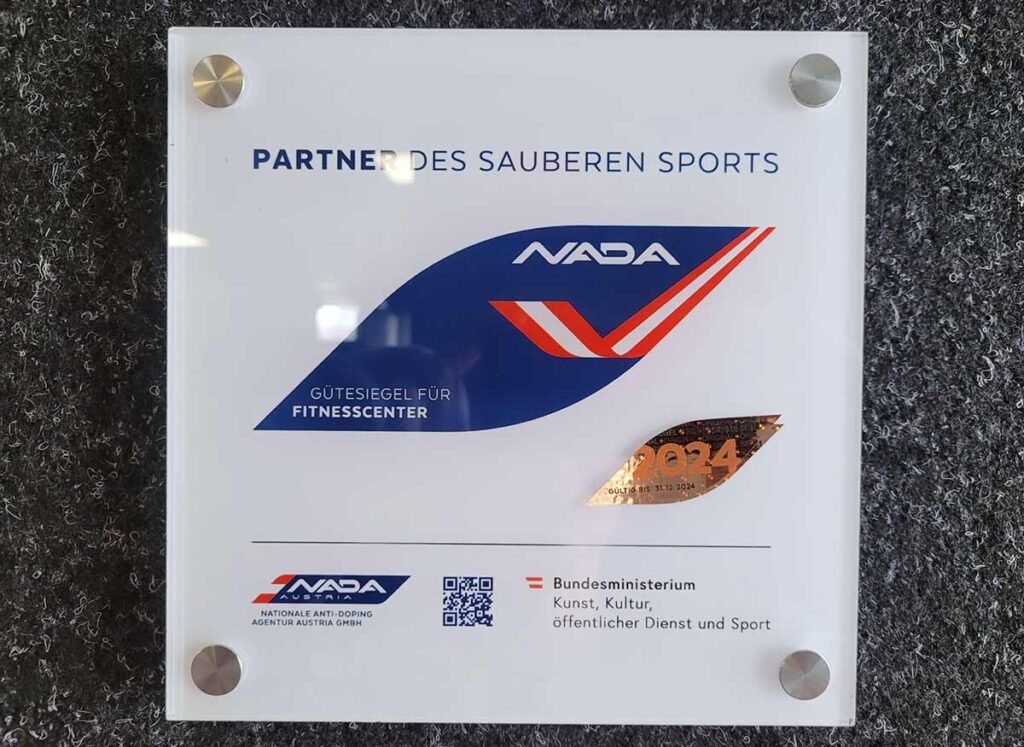 PARTNER DES SAUBEREN SPORTS
NADA
GÜTESIEGEL FÜR
FITNESSCENTER
2024
GÜLTIG BIS 31.12.2024
NADA
AUSTRIA
NATIONALE ANTI-DOPING
AGENTUR AUSTRIA GMBH
Bundesministerium
Kunst, Kultur,
öffentlicher Dienst und Sport